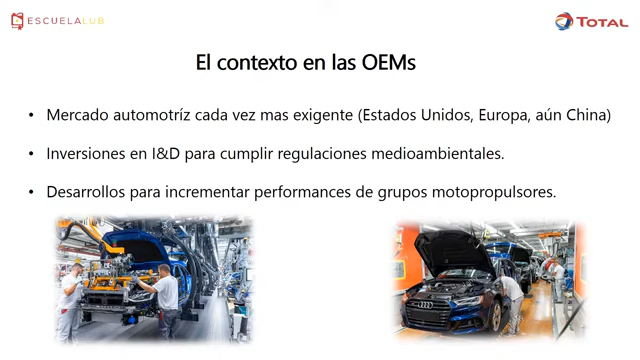 ESCUELALUB
TOTAL
El contexto en las OEMs
• Mercado automotríz cada vez mas exigente (Estados Unidos, Europa, aún China)
• Inversiones en I&D para cumplir regulaciones medioambientales.
• Desarrollos para incrementar performances de grupos motopropulsores.